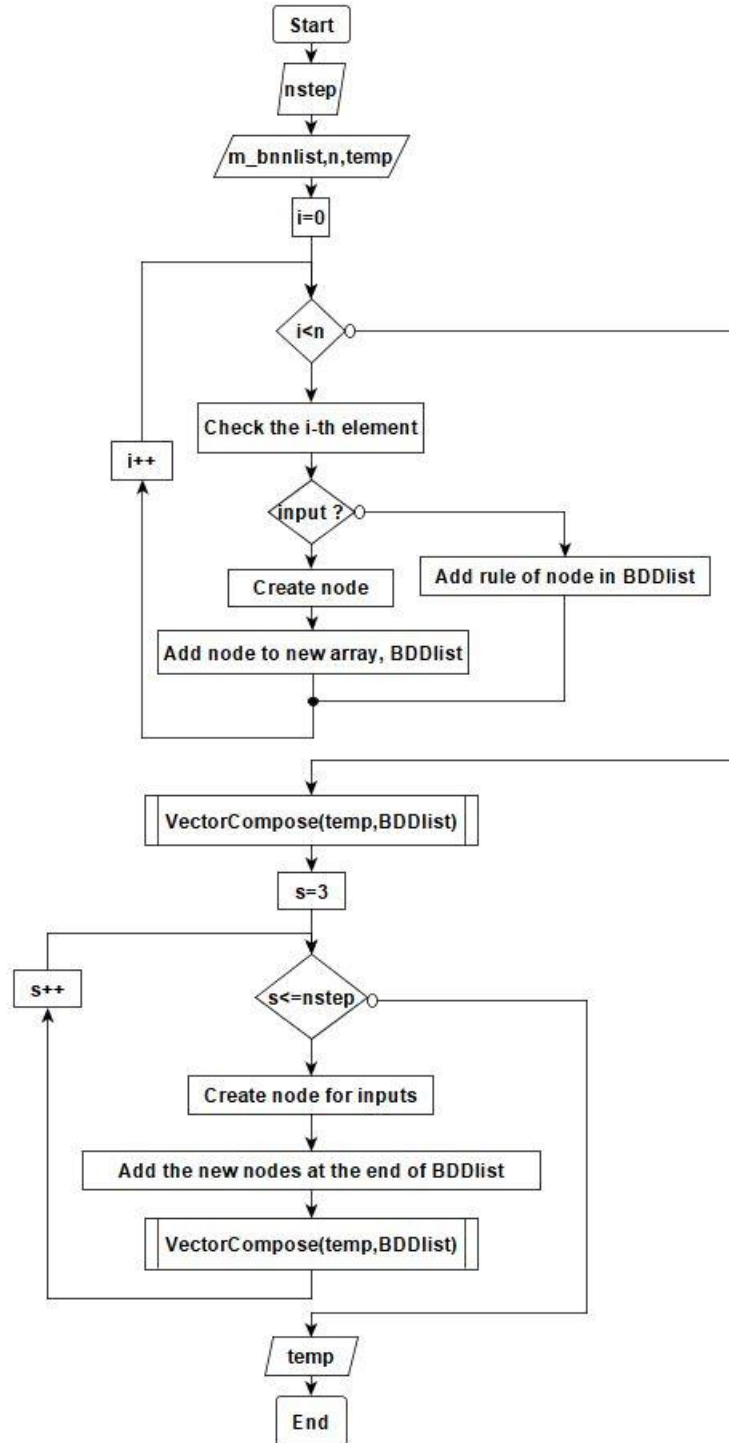 Start
nstep
m_bnnlist,n,temp
i=0
i<n
Check the i-th element
i++
input ?
Create node
Add rule of node in BDDlist
Add node to new array, BDDlist
VectorCompose(temp,BDDlist)
s=3
s++
s<=nstep
Create node for inputs
Add the new nodes at the end of BDDlist
VectorCompose(temp,BDDlist)
temp
End